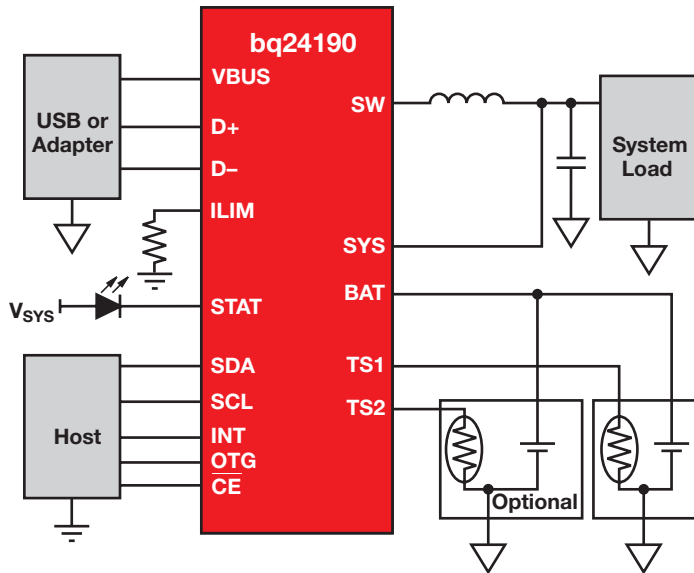 bq24190
VBUS
D+
D–
ILIM
STAT
SDA
SCL
INT
OTG
CE
SW
SYS
BAT
TS1
TS2
USB or
Adapter
VSYS
Host
System
Load
Optional